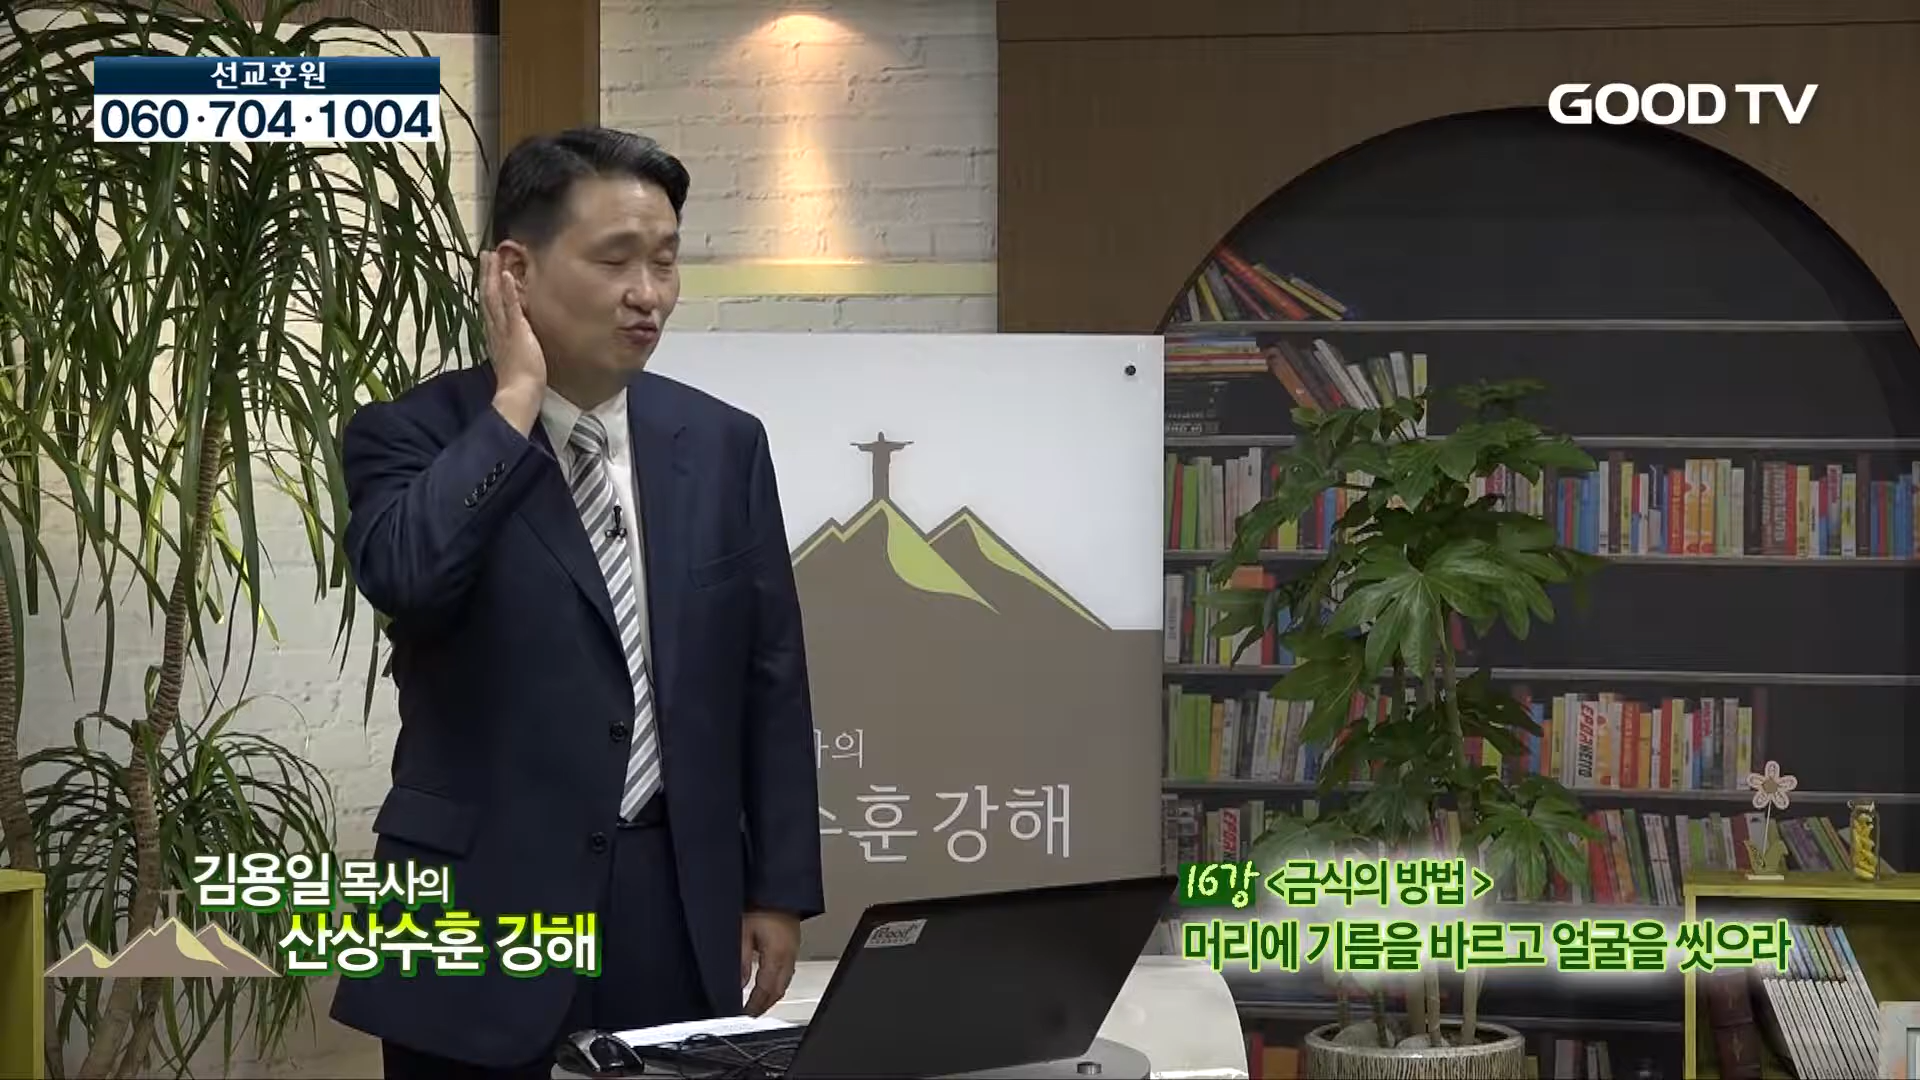 선교후원
060·704·1004
GOOD TV
사의
수훈 강해
김용일 목사의
산상수훈 강해
16강 <금식의 방법>
머리에 기름을 바르고 얼굴을 씻으라